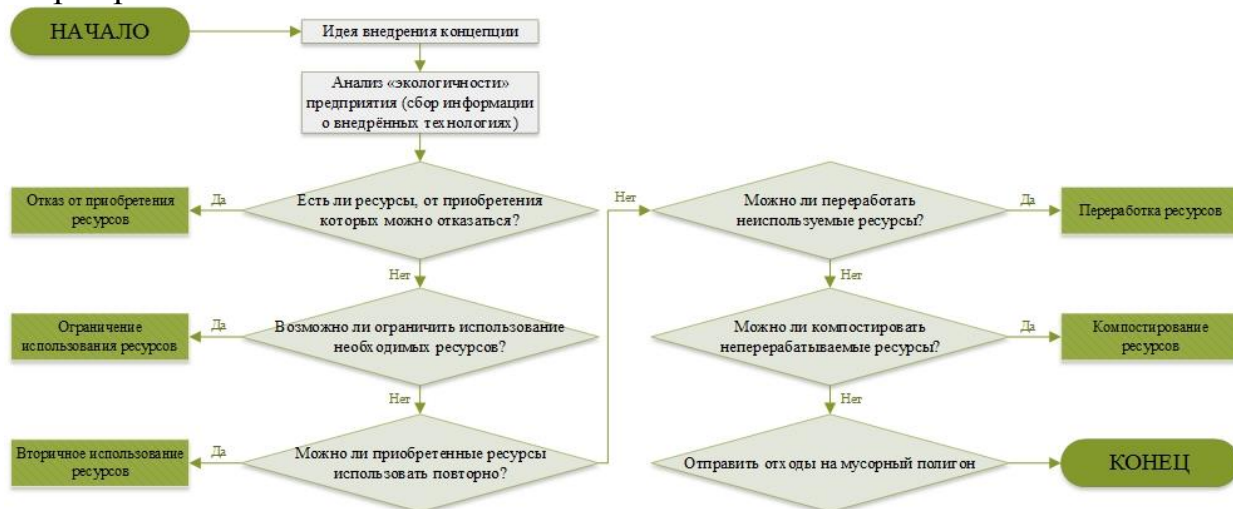 НАЧАЛО
Идея внедрения концепции
Анализ «экологичности»
предприятия (сбор информации
о внедрённых технологиях)
Есть ли ресурсы, от приобретения
которых можно отказаться?
Да
Отказ от приобретения
ресурсов
Нет
Возможно ли ограничить использование
необходимых ресурсов?
Да
Ограничение
использования ресурсов
Нет
Можно ли приобретенные ресурсы
использовать повторно?
Да
Вторичное использование
ресурсов
Нет
Можно ли переработать
неиспользуемые ресурсы?
Да
Переработка ресурсов
Нет
Можно ли компостировать
неперерабатываемые ресурсы?
Да
Компостирование
ресурсов
Нет
Отправить отходы на мусорный полигон
КОНЕЦ